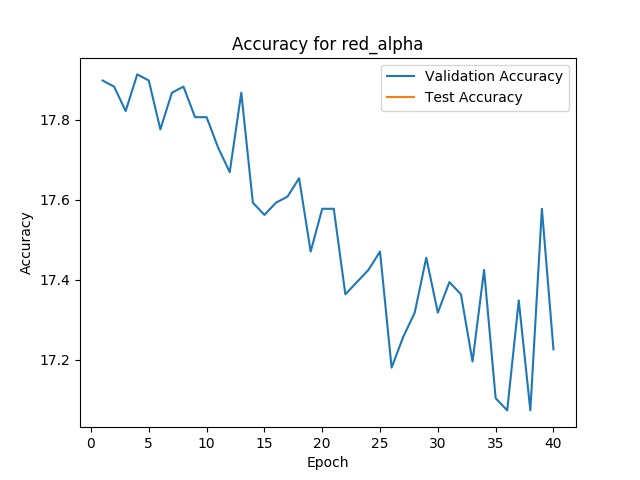 Accuracy for red_alpha
Validation Accuracy
Test Accuracy
17.8
17.6
17.4
17.2
Accuracy
0 5 10 15 20 25 30 35 40
Epoch